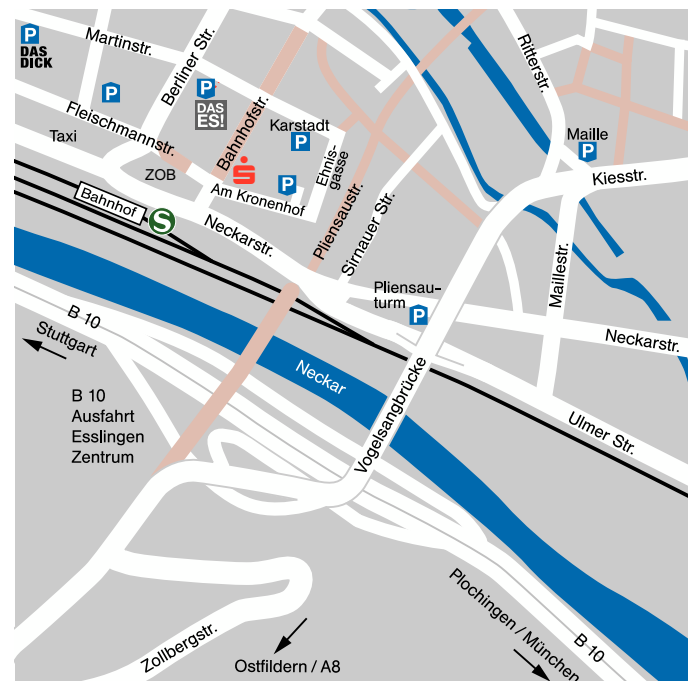 P
DAS
DICK
Martinstr.
Berliner Str.
Ritterstr.
P
P
DAS
ES!
Fleischmannstr.
Bahnhofstr.
Karstadt
P
Maille
P
Taxi
ZOB
Ehnis-
gasse
Kiesstr.
S
P
Am Kronenhof
Bahnhof
S
Neckarstr.
Pliensaustr.
Sirnauer Str.
Maillestr.
Pliensau-
turm
P
B 10
Stuttgart
Neckarstr.
Neckar
Vogelsangbrücke
B 10
Ausfahrt
Esslingen
Zentrum
Ulmer Str.
Plochingen / München
B 10
Zollbergstr.
Ostfildern / A8